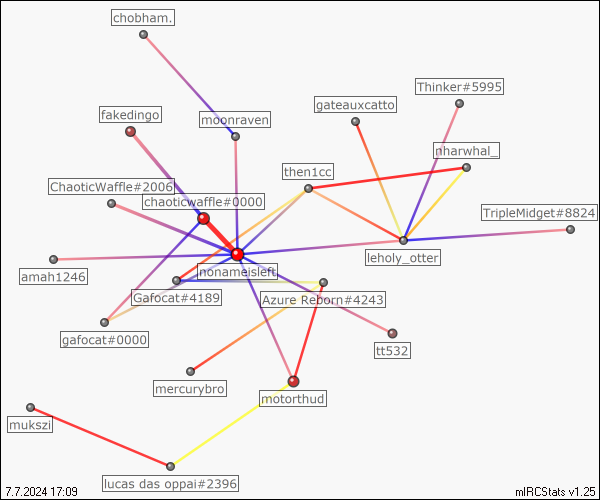 chobham.
Thinker#5995
gateauxcatto
fakedingo
moonraven
nharwhal_
then1cc
ChaoticWaffle#2006
chaoticwaffle#0000
TripleMidget#8824
leholy_otter
nonameisleft
amah1246
Gafocat#4189
Azure Reborn#4243
gafocat#0000
tt532
mercurybro
motorthud
mukszi
lucas das oppai#2396
7.7.2024 17:09
mIRCStats v1.25